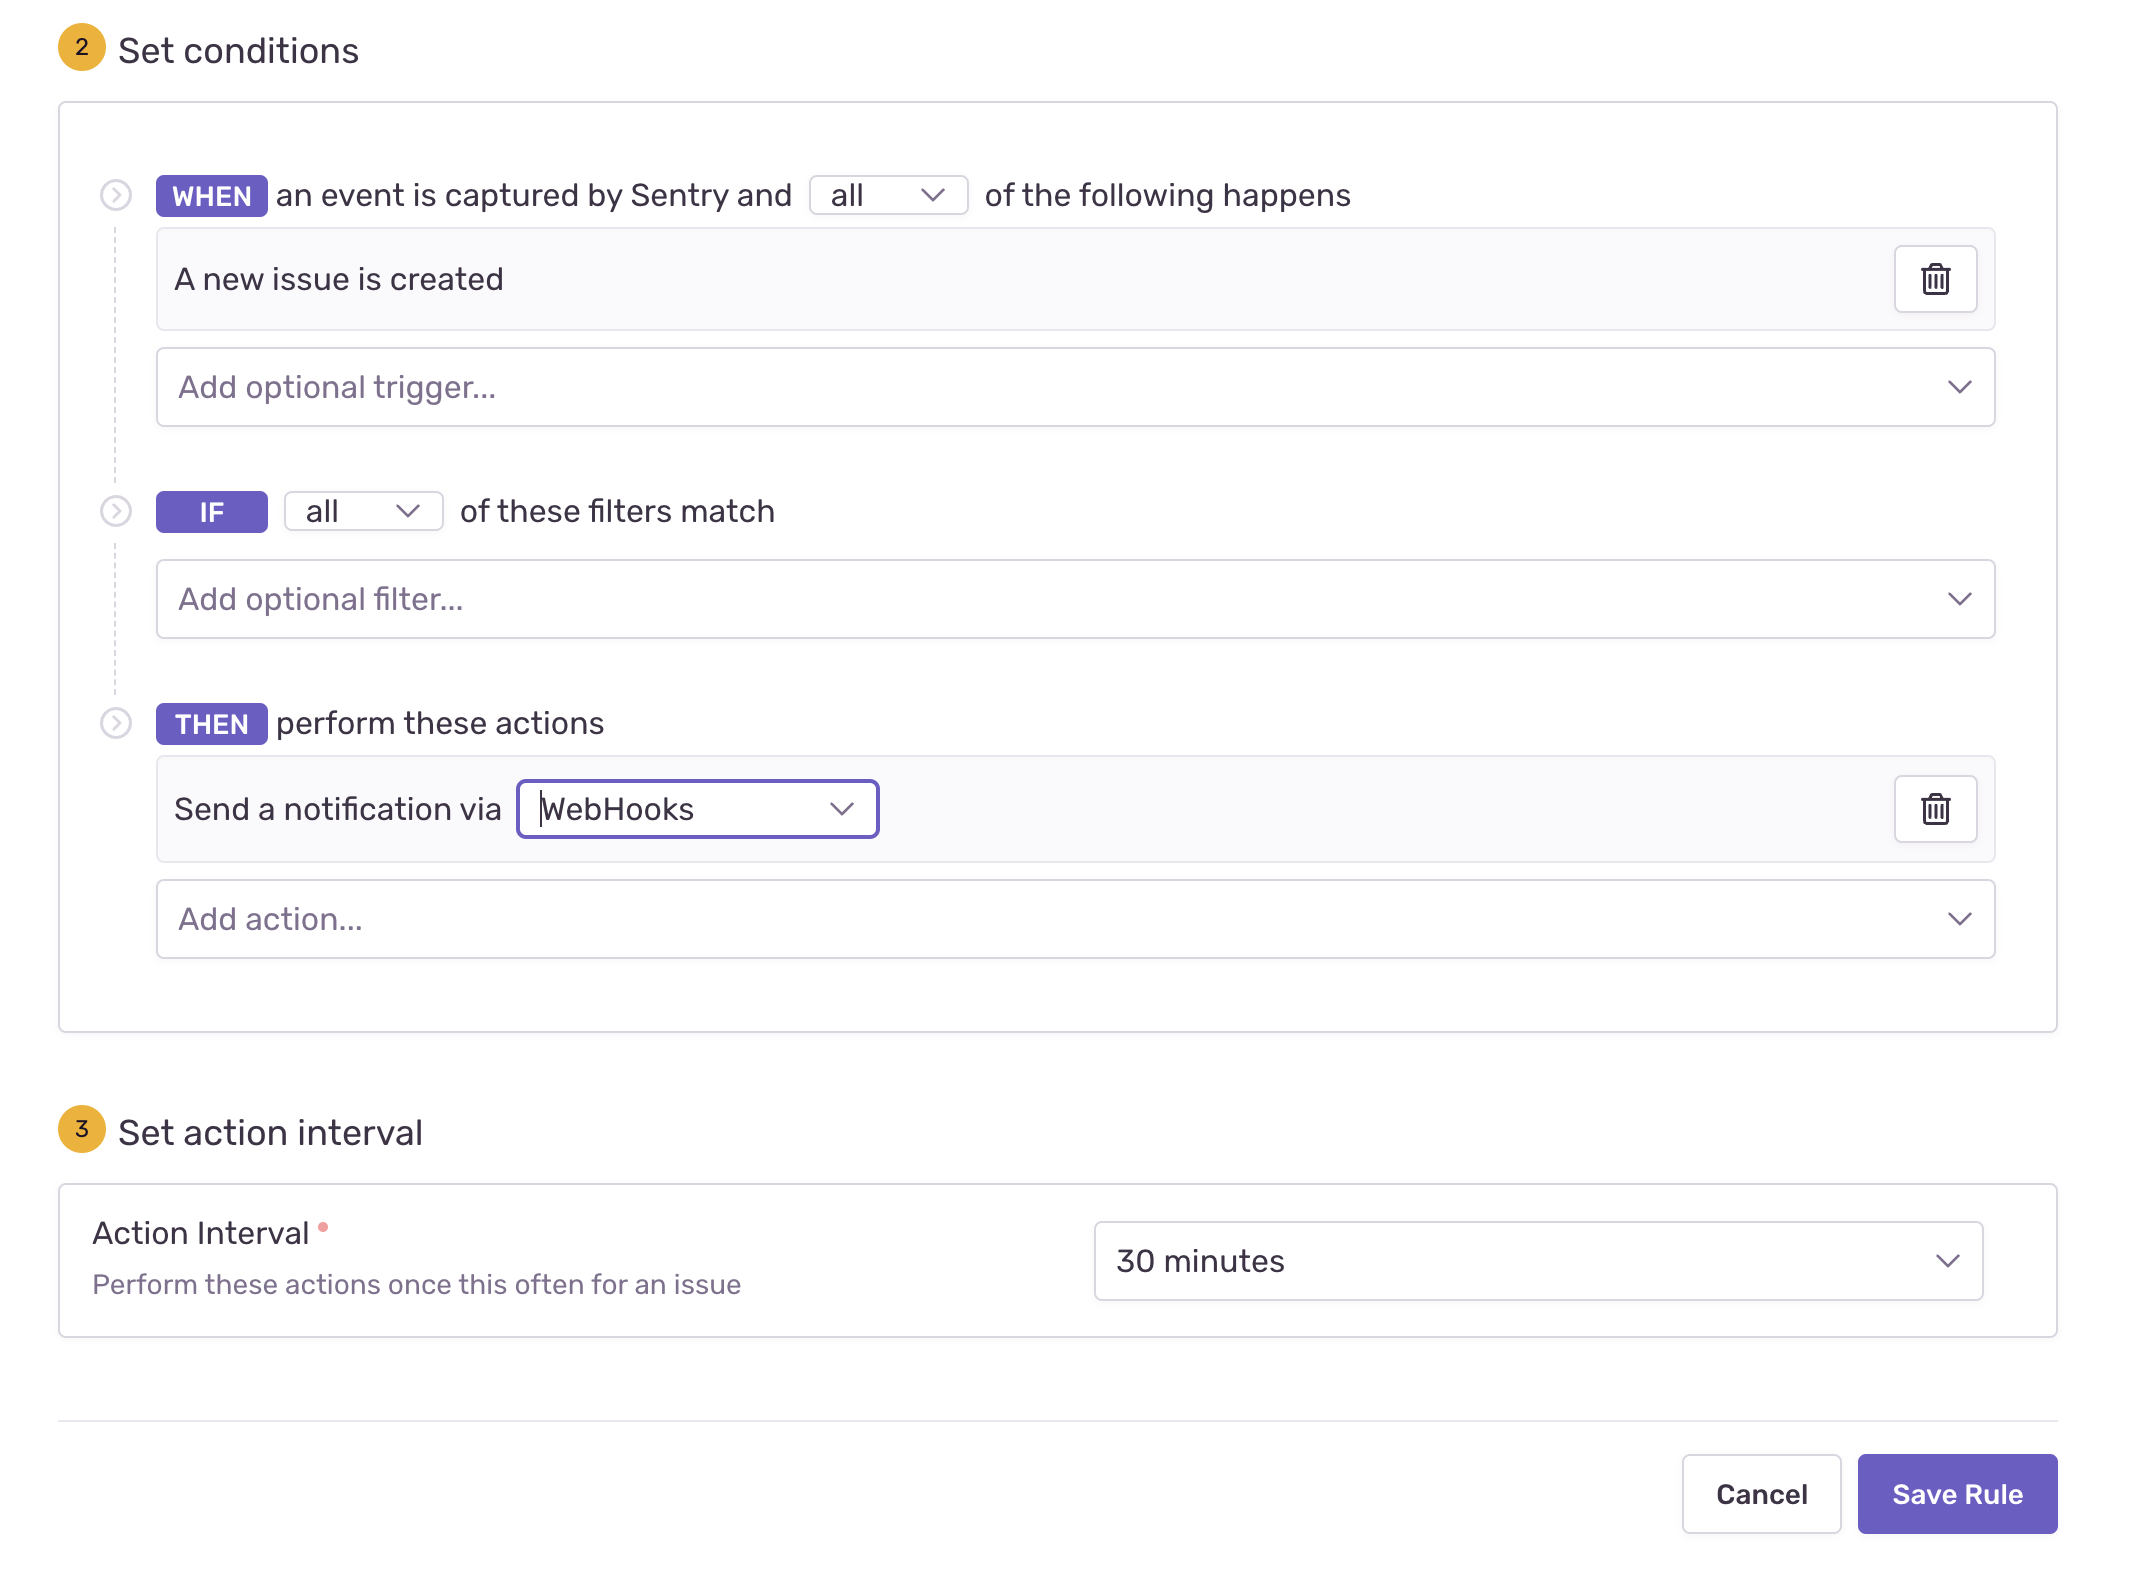 2 Set conditions
WHEN an event is captured by Sentry and all of the following happens
A new issue is created
Add optional trigger...
IF all of these filters match
Add optional filter...
THEN perform these actions
Send a notification via WebHooks
Add action...
3 Set action interval
Action Interval
30 minutes
Perform these actions once this often for an issue
Cancel Save Rule